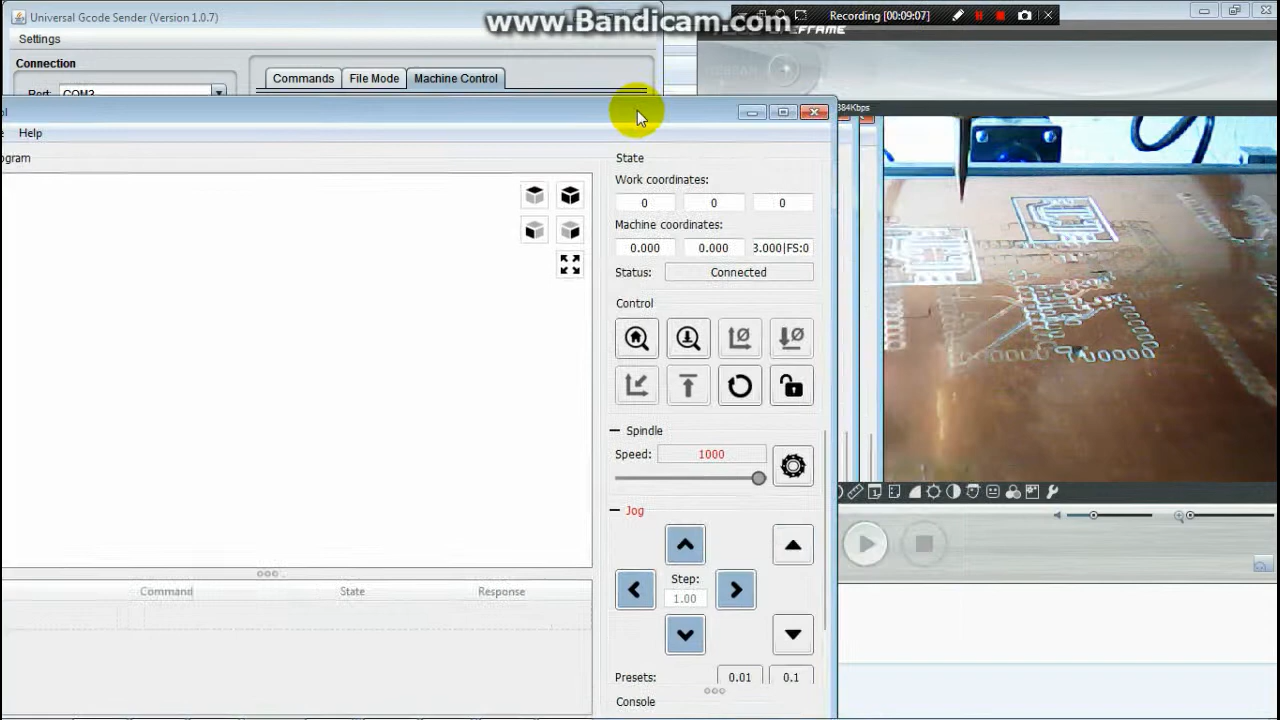 Universal Gcode Sender (Version 1.0.7)
www.Bandicam.com
Recording [00:09:07]
Settings
Connection
Commands
File Mode
Machine Control
Port:
COM3
384Kbps
Help
State
Work coordinates:
0
0
0
Machine coordinates:
0.000
0.000
3.000|FS:0
Status:
Connected
Control
Spindle
Speed:
1000
Jog
Step:
1.00
Command
State
Response
Presets:
0.01
0.1
Console